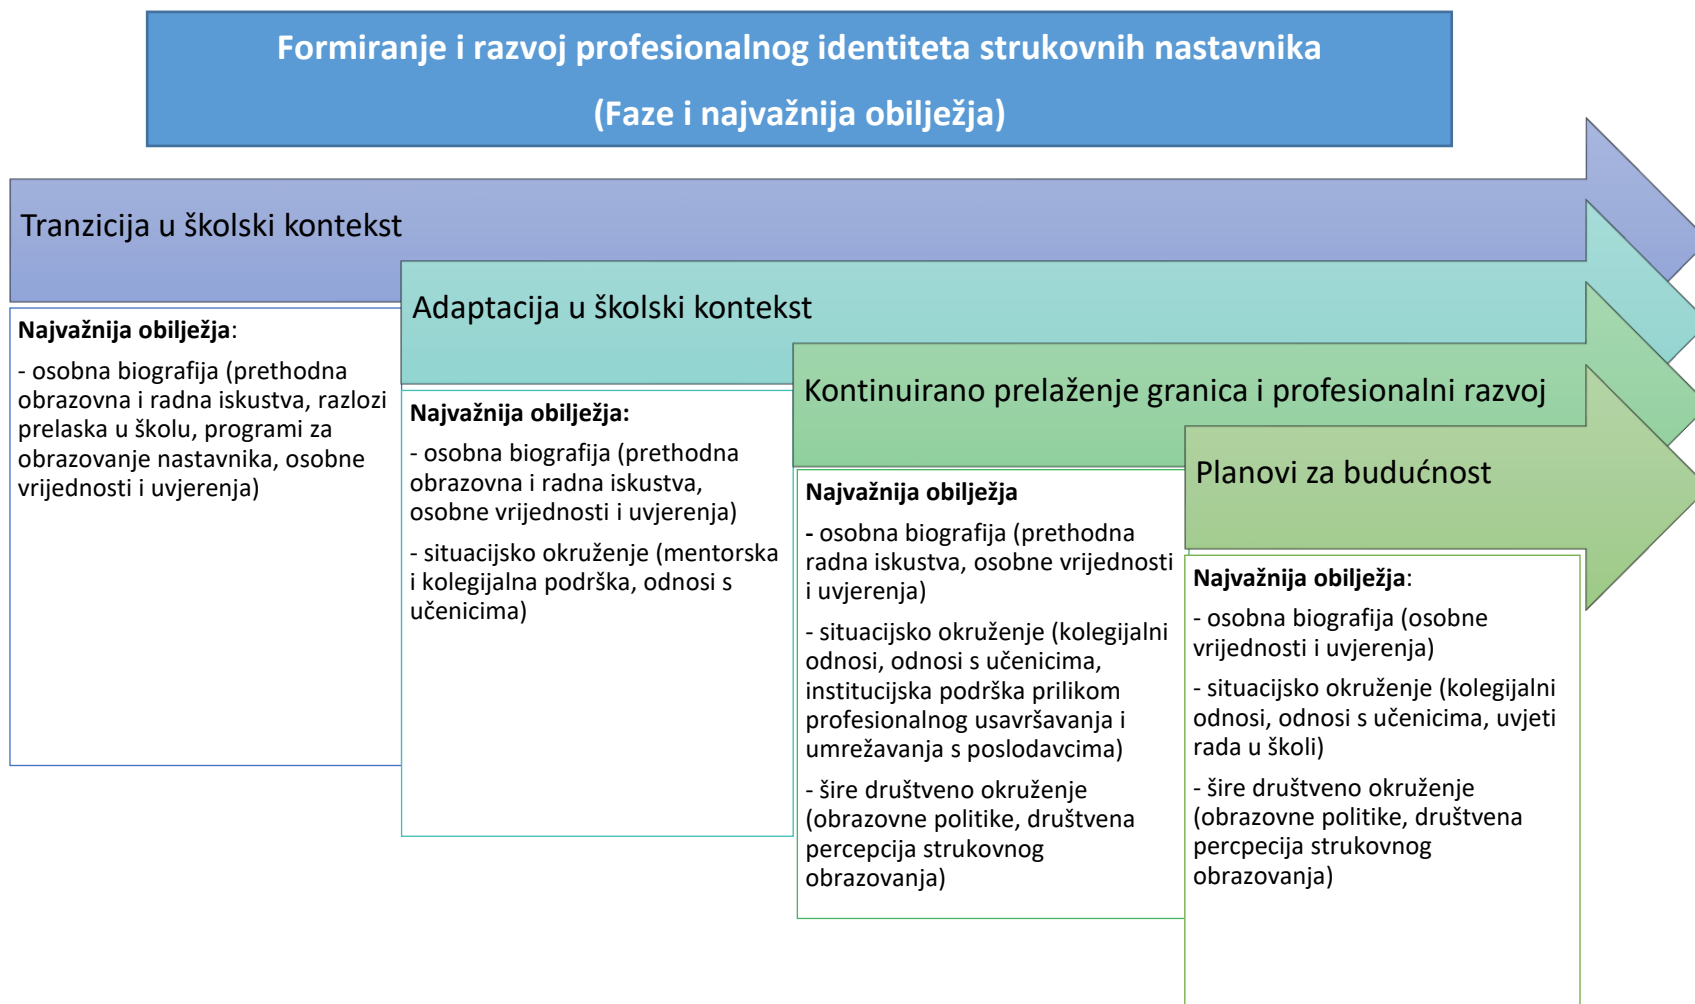 Formiranje i razvoj profesionalnog identiteta strukovnih nastavnika
(Faze i najvažnija obilježja)
Tranzicija u školski kontekst
Najvažnija obilježja:
- osobna biografija (prethodna
obrazovna i radna iskustva, razlozi
prelaska u školu, programi za
obrazovanje nastavnika, osobne
vrijednosti i uvjerenja)
Adaptacija u školski kontekst
Najvažnija obilježja:
- osobna biografija (prethodna
obrazovna i radna iskustva,
osobne vrijednosti i uvjerenja)
- situacijsko okruženje (mentorska
i kolegijalna podrška, odnosi s
učenicima)
Kontinuirano prelaženje granica i profesionalni razvoj
Najvažnija obilježja
- osobna biografija (prethodna
radna iskustva, osobne vrijednosti
i uvjerenja)
- situacijsko okruženje (kolegijalni
odnosi, odnosi s učenicima,
institucijska podrška prilikom
profesionalnog usavršavanja i
umrežavanja s poslodavcima)
- šire društveno okruženje
(obrazovne politike, društvena
percepcija strukovnog
obrazovanja)
Planovi za budućnost
Najvažnija obilježja:
- osobna biografija (osobne
vrijednosti i uvjerenja)
- situacijsko okruženje (kolegijalni
odnosi, odnosi s učenicima, uvjeti
rada u školi)
- šire društveno okruženje
(obrazovne politike, društvena
percpecija strukovnog
obrazovanja)